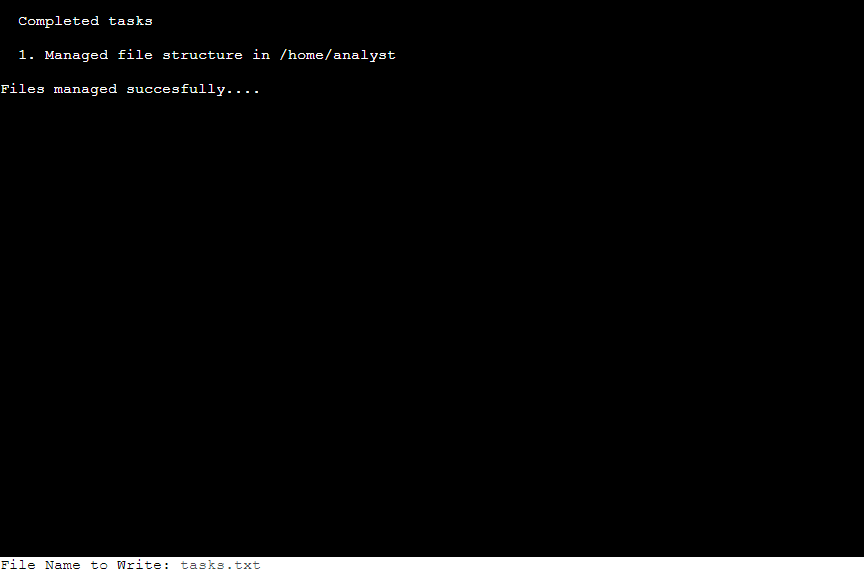 Completed tasks
1. Managed file structure in /home/analyst
Files managed succesfully....
File Name to Write: tasks.txt